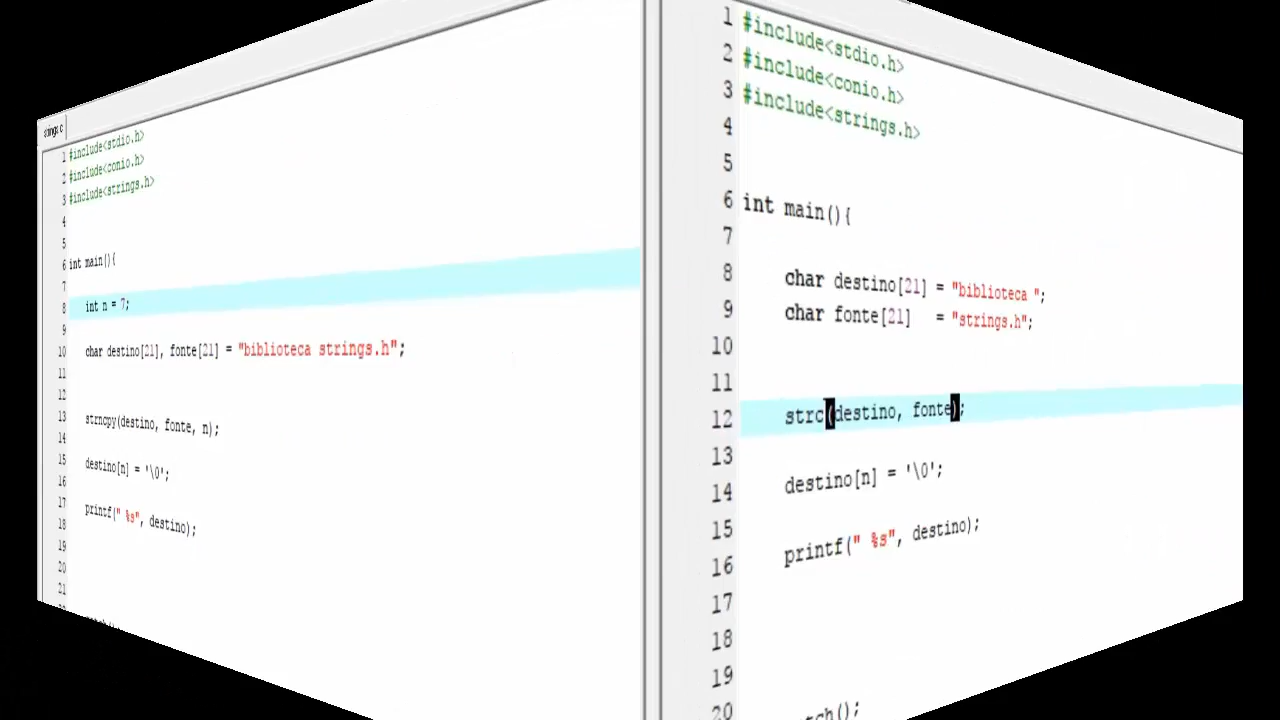 strings.c
1 #include<stdio.h>
2 #include<conio.h>
3 #include<strings.h>
4
5
6 int main(){
7
8 int n = 7;
9
10 char destino[21], fonte[21] = "biblioteca strings.h";
11
12
13 strncpy(destino, fonte, n);
14
15 destino[n] = '\0';
16
17 printf(" %s", destino);
18
19
20
21
1 #include<stdio.h>
2 #include<conio.h>
3 #include<strings.h>
4
5
6 int main(){
7
8 char destino[21] = "biblioteca ";
9 char fonte[21] = "strings.h";
10
11
12 strc(destino, fonte);
13
14 destino[n] = '\0';
15
16 printf(" %s", destino);
17
18
19
20